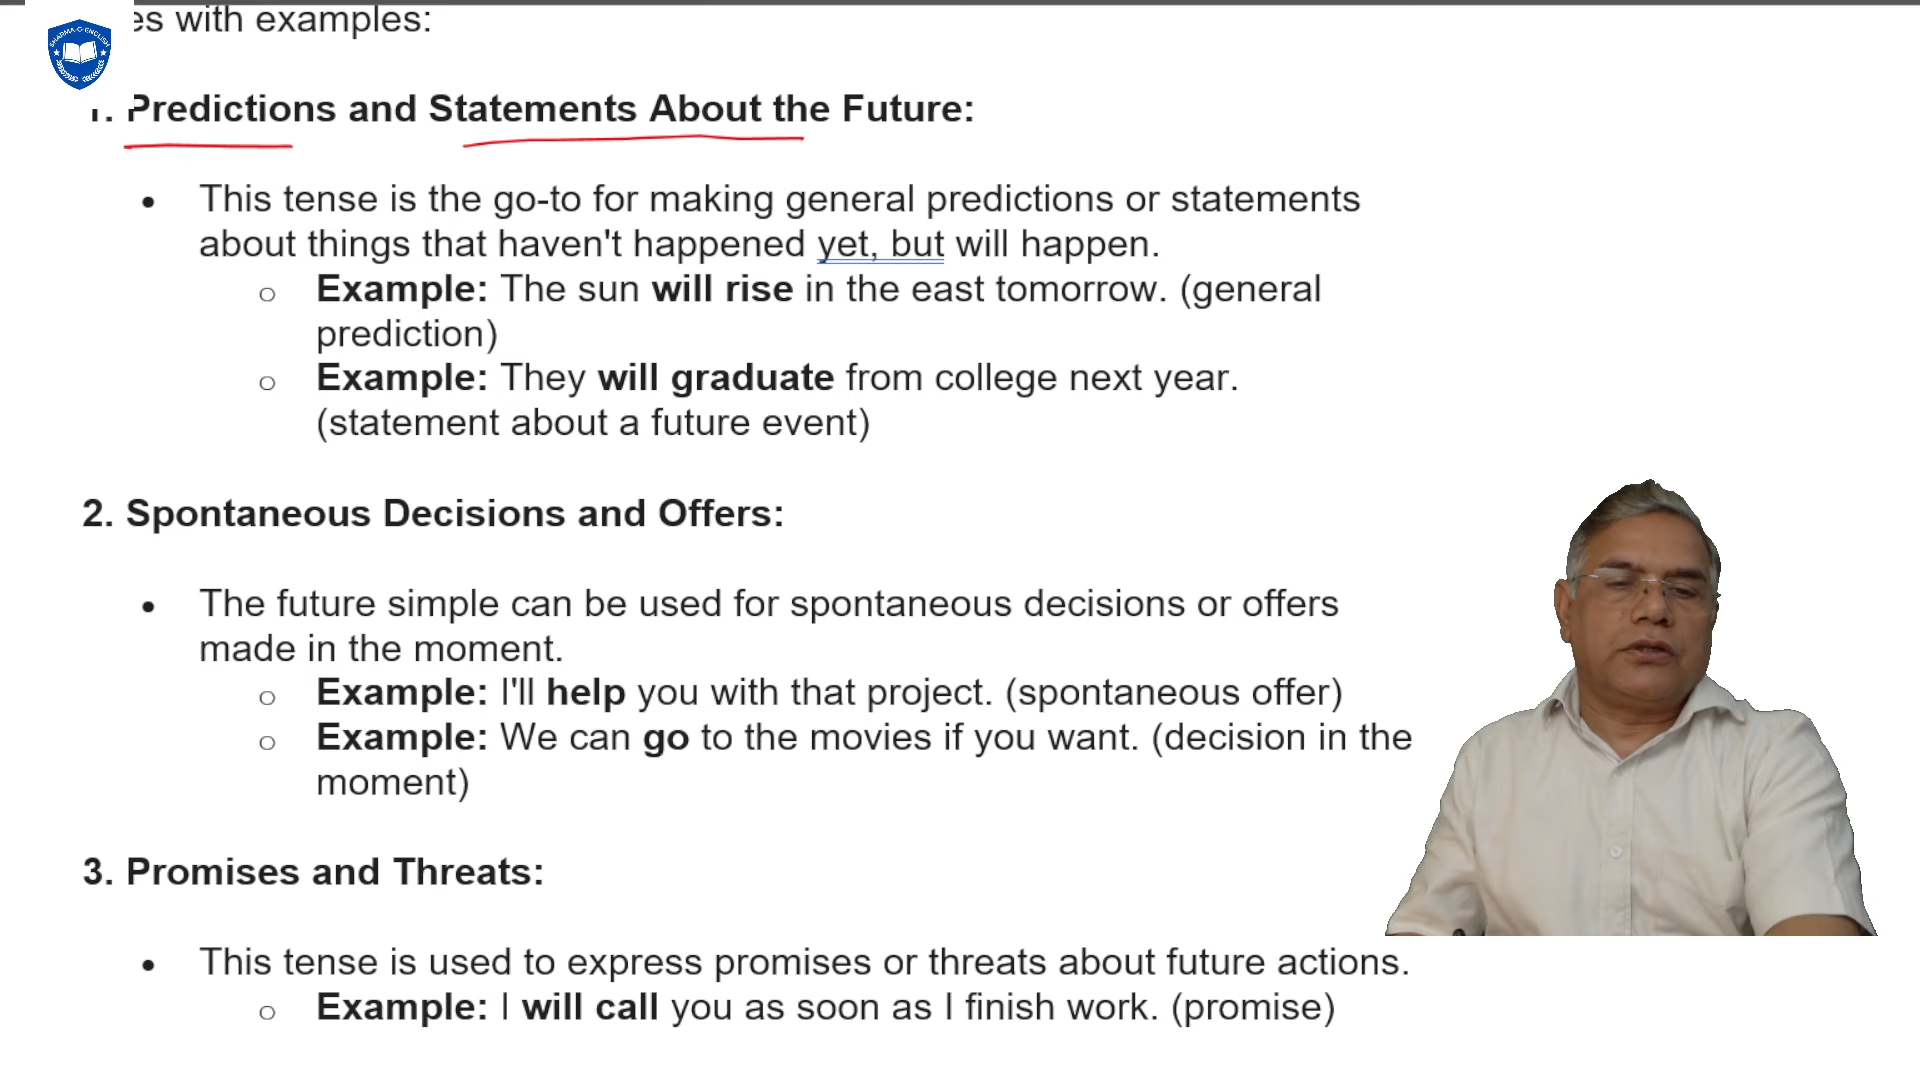 SHARMA-G-ENGLISH
es with examples:
1. Predictions and Statements About the Future:
• This tense is the go-to for making general predictions or statements
about things that haven't happened yet, but will happen.
o Example: The sun will rise in the east tomorrow. (general
prediction)
o Example: They will graduate from college next year.
(statement about a future event)
2. Spontaneous Decisions and Offers:
• The future simple can be used for spontaneous decisions or offers
made in the moment.
o Example: I'll help you with that project. (spontaneous offer)
o Example: We can go to the movies if you want. (decision in the
moment)
3. Promises and Threats:
• This tense is used to express promises or threats about future actions.
o Example: I will call you as soon as I finish work. (promise)